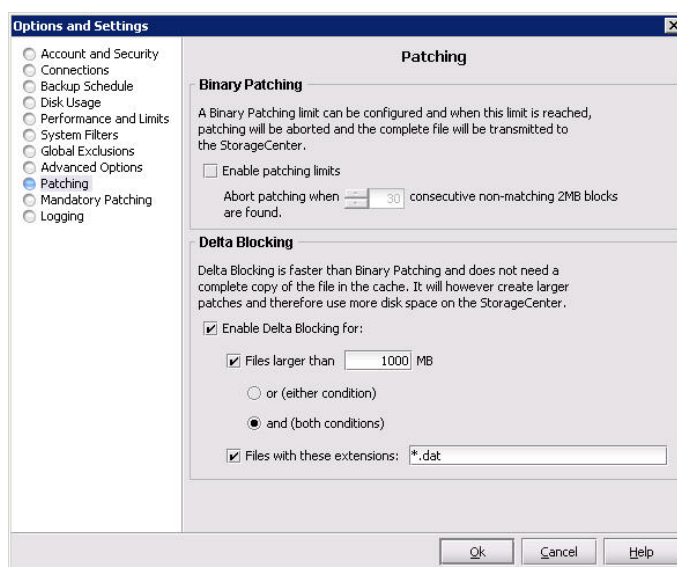 Options and Settings
Account and Security
Connections
Backup Schedule
Disk Usage
Performance and Limits
System Filters
Global Exclusions
Advanced Options
Patching
Mandatory Patching
Logging
Patching
Binary Patching
A Binary Patching limit can be configured and when this limit is reached,
patching will be aborted and the complete file will be transmitted to
the StorageCenter.
Enable patching limits
Abort patching when 30 consecutive non-matching 2MB blocks
are found.
Delta Blocking
Delta Blocking is faster than Binary Patching and does not need a
complete copy of the file in the cache. It will however create larger
patches and therefore use more disk space on the StorageCenter.
Enable Delta Blocking for:
Files larger than 1000 MB
or (either condition)
and (both conditions)
Files with these extensions: *.dat
Ok Cancel Help